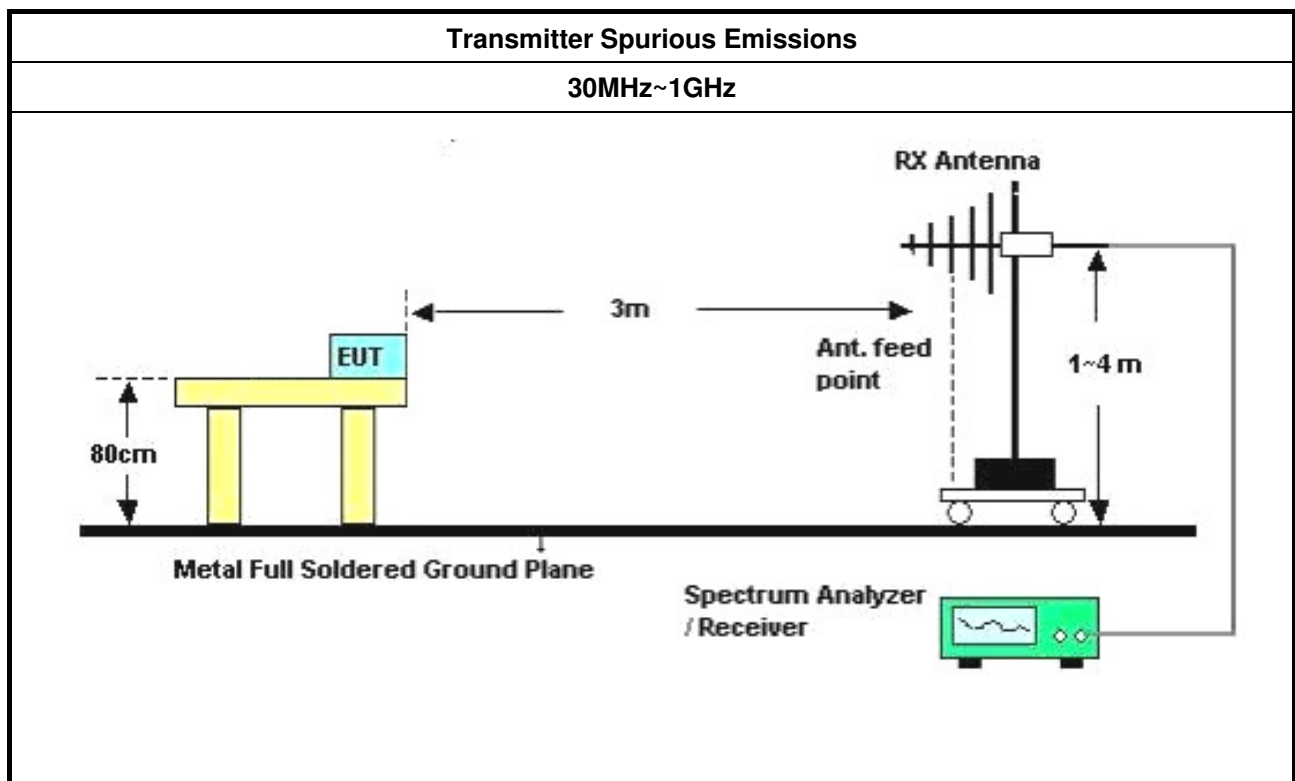 Transmitter Spurious Emissions
30MHz~1GHz
RX Antenna
3m
EUT
Ant. feed
point
1~4 m
80cm
Metal Full Soldered Ground Plane
Spectrum Analyzer
/ Receiver